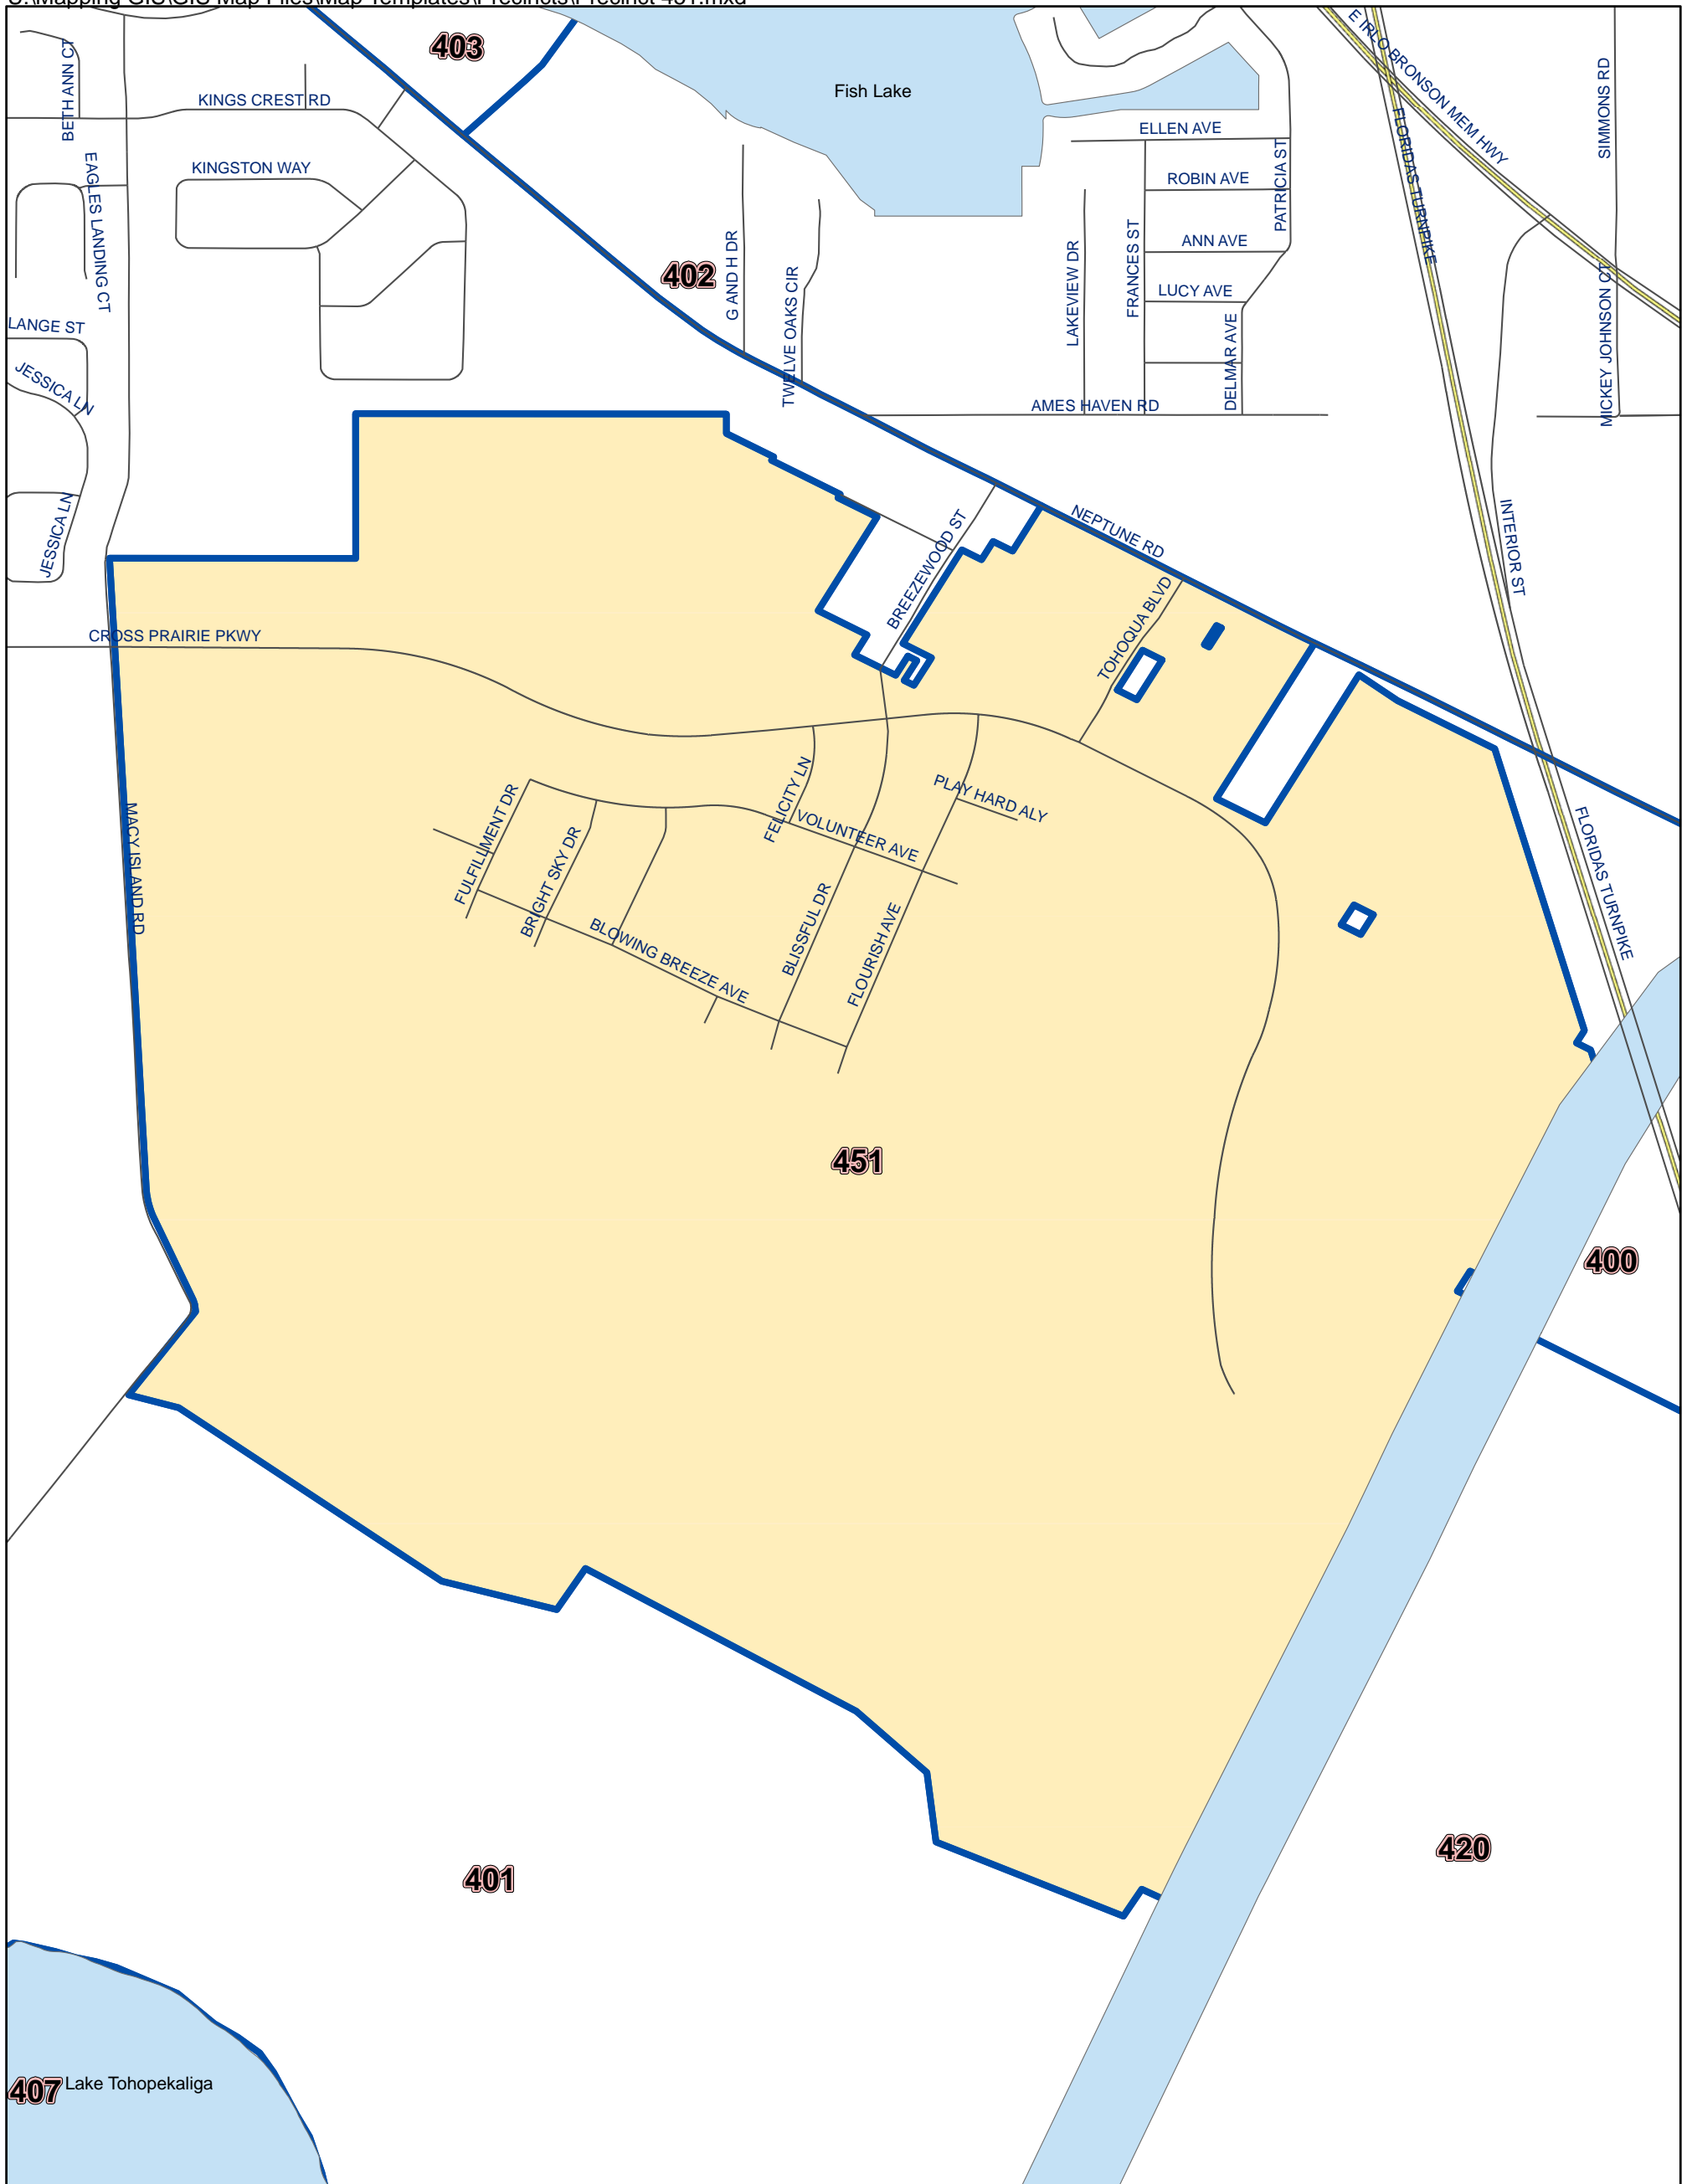 403
E IRLO BRONSON MEM HWY
BETH ANN CT
SIMMONS RD
Fish Lake
KINGS CREST RD
ELLEN AVE
FLORIDAS TURNPIKE
KINGSTON WAY
EAGLES LANDING CT
ROBIN AVE
PATRICIA ST
ANN AVE
402
G AND H DR
TWELVE OAKS CIR
LAKEVIEW DR
FRANCES ST
LUCY AVE
MICKEY JOHNSON CT
LANGE ST
DELMAR AVE
JESSICA LN
AMES HAVEN RD
JESSICA LN
NEPTUNE RD
INTERIOR ST
BREEZEWOOD ST
TOHOQUA BLVD
CROSS PRAIRIE PKWY
FELICITY LN
PLAY HARD ALY
FULFILLMENT DR
VOLUNTEER AVE
MACY ISLAND RD
BRIGHT SKY DR
FLORIDAS TURNPIKE
BLISSFUL DR
FLOURISH AVE
BLOWING BREEZE AVE
451
400
420
401
407
Lake Tohopekaliga